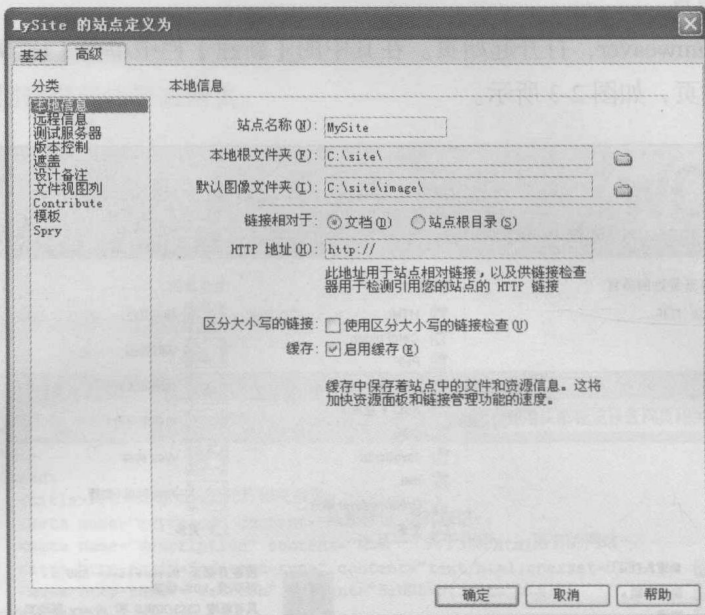 MySite 的站点定义为
基本 高级
分类
本地信息
远程信息
测试服务器
版本控制
遮盖
设计备注
文件视图列
Contribute
模板
Spry
本地信息
站点名称(N): MySite
本地根文件夹(F): C:\site\
默认图像文件夹(I): C:\site\image\
链接相对于: 文档(D) 站点根目录(S)
HTTP 地址(H): http://
此地址用于站点相对链接，以及供链接检查
器用于检测引用您的站点的 HTTP 链接
区分大小写的链接: 使用区分大小写的链接检查(U)
缓存: 启用缓存(E)
缓存中保存着站点中的文件和资源信息。这将
加快资源面板和链接管理功能的速度。
确定 取消 帮助